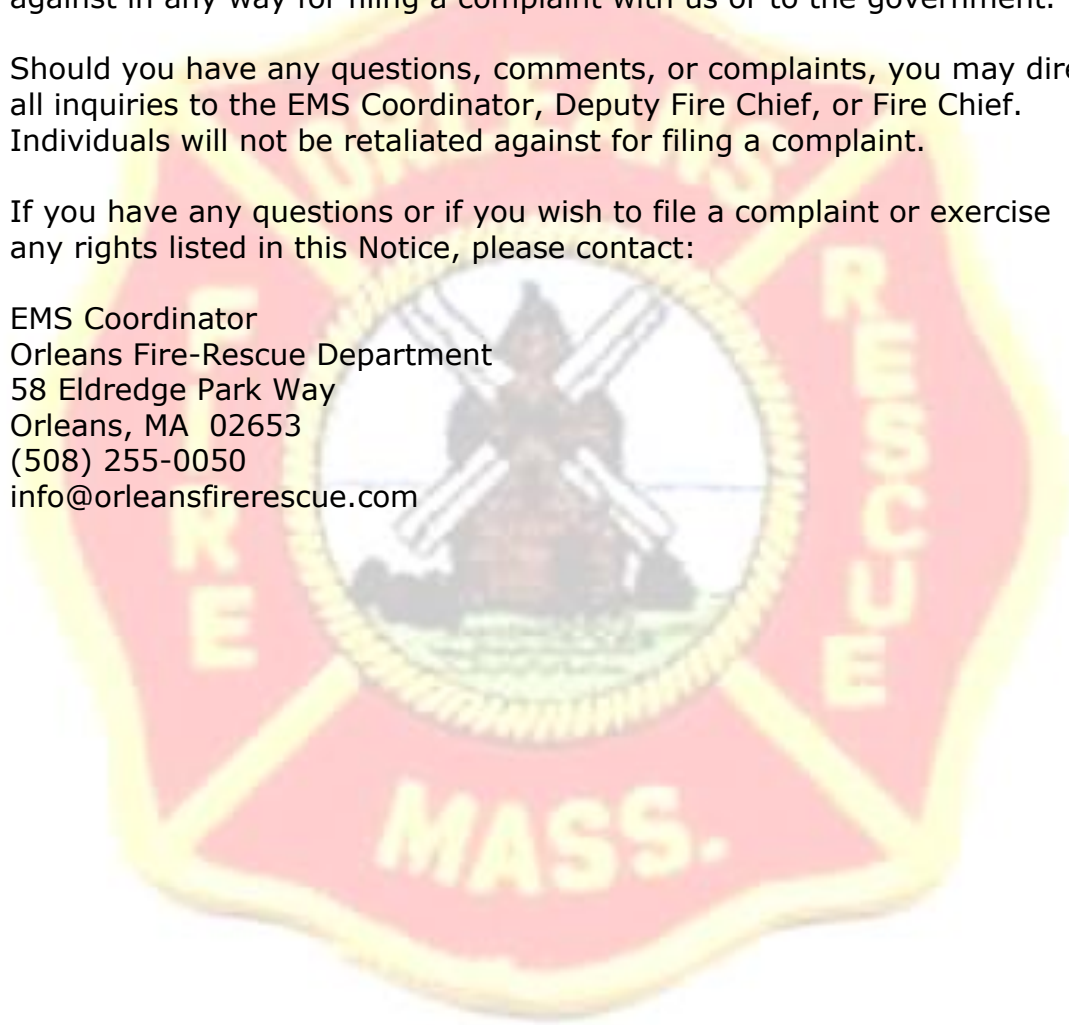 against in any way for filing a complaint with us or to the government.
Should you have any questions, comments, or complaints, you may dire
all inquiries to the EMS Coordinator, Deputy Fire Chief, or Fire Chief.
Individuals will not be retaliated against for filing a complaint.
If you have any questions or if you wish to file a complaint or exercise
any rights listed in this Notice, please contact:
EMS Coordinator
Orleans Fire-Rescue Department
58 Eldredge Park Way
Orleans, MA  02653
(508) 255-0050
info@orleansfirerescue.com
ORLEANS
FIRE
RESCUE
MASS.